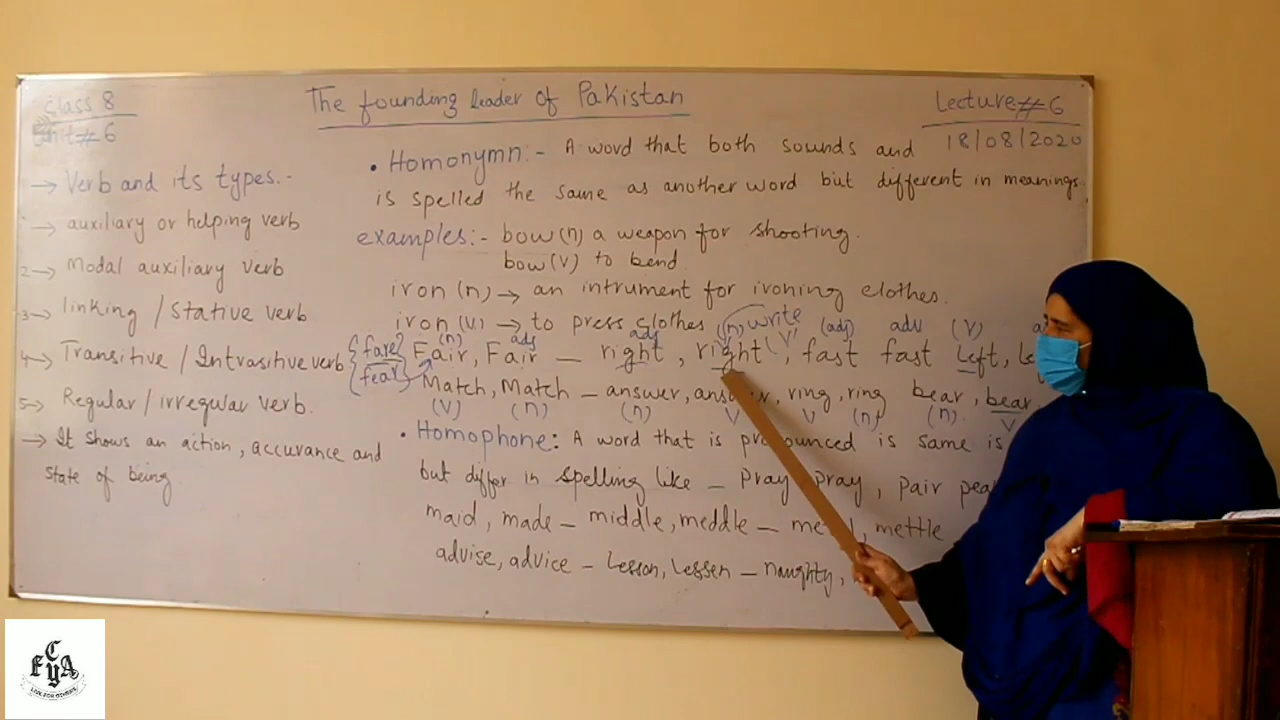 Class 8
Unit # 6
The founding leader of Pakistan
Lecture # 6
18/08/2020
→ Verb and its types.-
→ auxiliary or helping verb
2 → Modal auxiliary verb
3 → linking / Stative verb
4 → Transitive / Intrasitive verb
5 → Regular / irregular verb.
→ It shows an action, accurance and
state of being
• Homonymn:- A word that both sounds and
is spelled the same as another word but different in meanings.
examples:- bow (n) a weapon for shooting.
bow (v) to bend
iron (n) → an intrument for ironing clothes.
iron (v) → to press clothes
(n) write
(n) adj adj V (adj) adv (V)
{ fare } Fair, Fair – right, right, fast fast Left,
{ fear }
Match, Match – answer, answer, ring, ring bear, bear
(V) (n) (n) V V (n) (n). V
• Homophone: A word that is pronounced is same is
but differ in spelling like – Pray pray, pair
maid, made – middle, meddle – mettle
advise, advice – Lesson, Lessen – naughty,
C
F Y A
LIVE FOR OTHERS